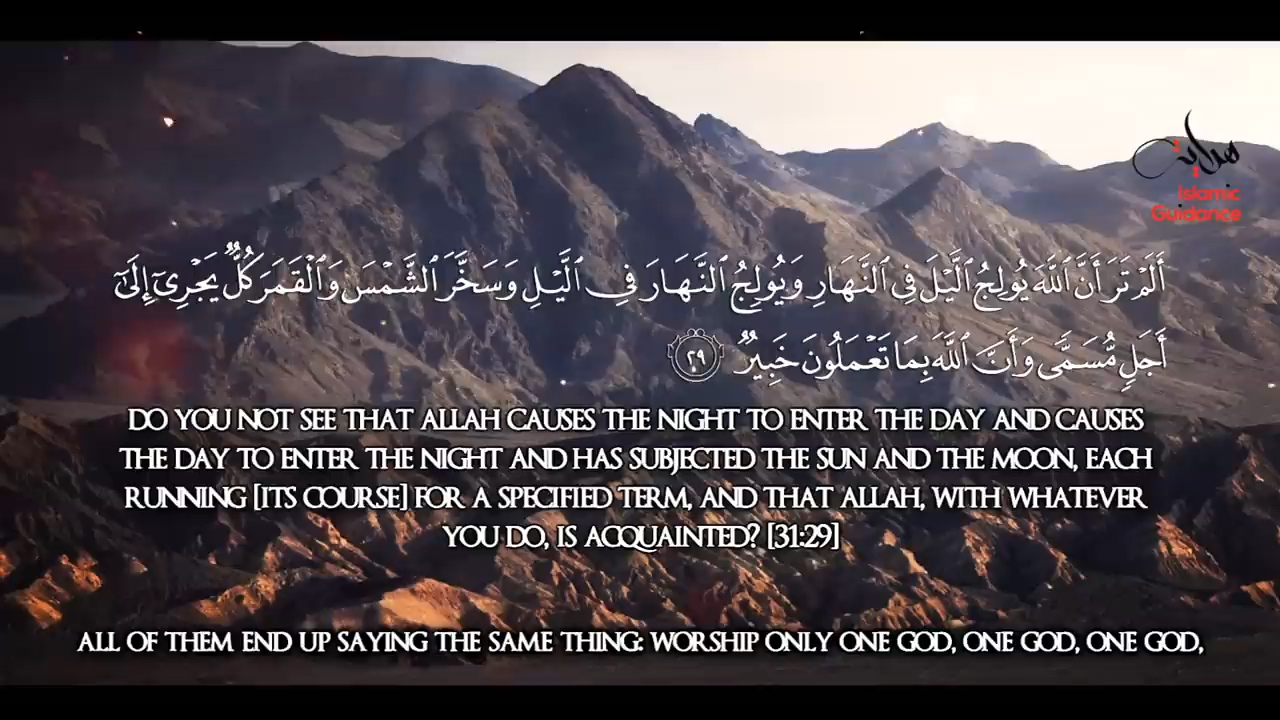 هداية
Islamic
Guidance
أَلَمْ تَرَ أَنَّ ٱللَّهَ يُولِجُ ٱلَّيْلَ فِى ٱلنَّهَارِ وَيُولِجُ ٱلنَّهَارَ فِى ٱلَّيْلِ وَسَخَّرَ ٱلشَّمْسَ وَٱلْقَمَرَ كُلٌّ يَجْرِىٓ إِلَىٰٓ
أَجَلٍ مُّسَمًّى وَأَنَّ ٱللَّهَ بِمَا تَعْمَلُونَ خَبِيرٌ ٢٩
DO YOU NOT SEE THAT ALLAH CAUSES THE NIGHT TO ENTER THE DAY AND CAUSES
THE DAY TO ENTER THE NIGHT AND HAS SUBJECTED THE SUN AND THE MOON, EACH
RUNNING [ITS COURSE] FOR A SPECIFIED TERM, AND THAT ALLAH, WITH WHATEVER
YOU DO, IS ACQUAINTED? [31:29]
ALL OF THEM END UP SAYING THE SAME THING: WORSHIP ONLY ONE GOD, ONE GOD, ONE GOD,